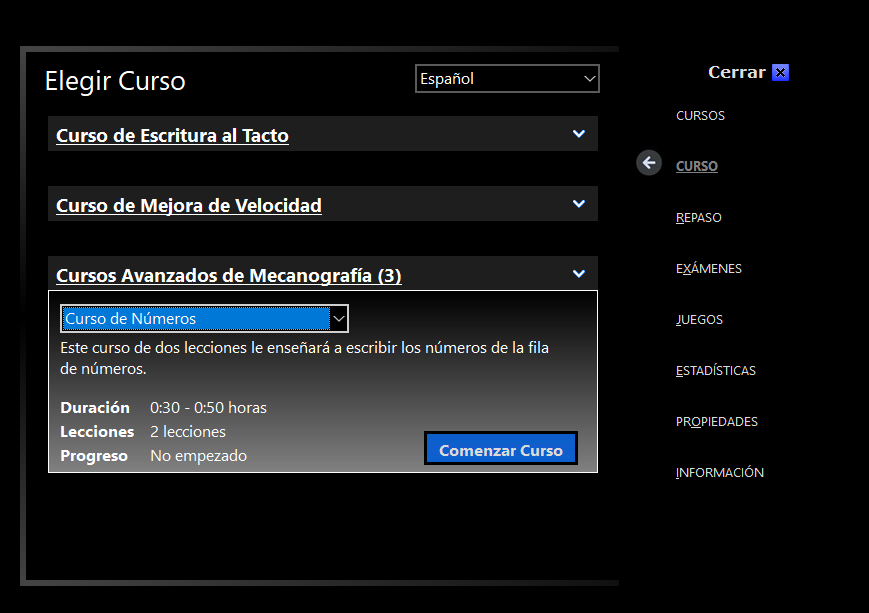 Elegir Curso
Español
Curso de Escritura al Tacto
Curso de Mejora de Velocidad
Cursos Avanzados de Mecanografía (3)
Curso de Números
Este curso de dos lecciones le enseñará a escribir los números de la fila
de números.
Duración 0:30 - 0:50 horas
Lecciones 2 lecciones
Progreso No empezado
Comenzar Curso
Cerrar
CURSOS
CURSO
REPASO
EXÁMENES
JUEGOS
ESTADÍSTICAS
PROPIEDADES
INFORMACIÓN